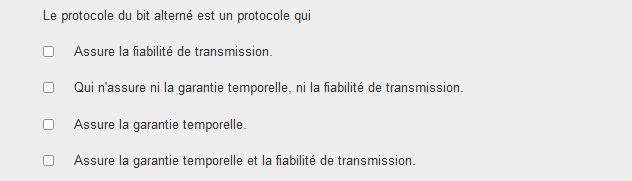 Le protocole du bit alterné est un protocole qui
Assure la fiabilité de transmission.
Qui n'assure ni la garantie temporelle, ni la fiabilité de transmission.
Assure la garantie temporelle.
Assure la garantie temporelle et la fiabilité de transmission.